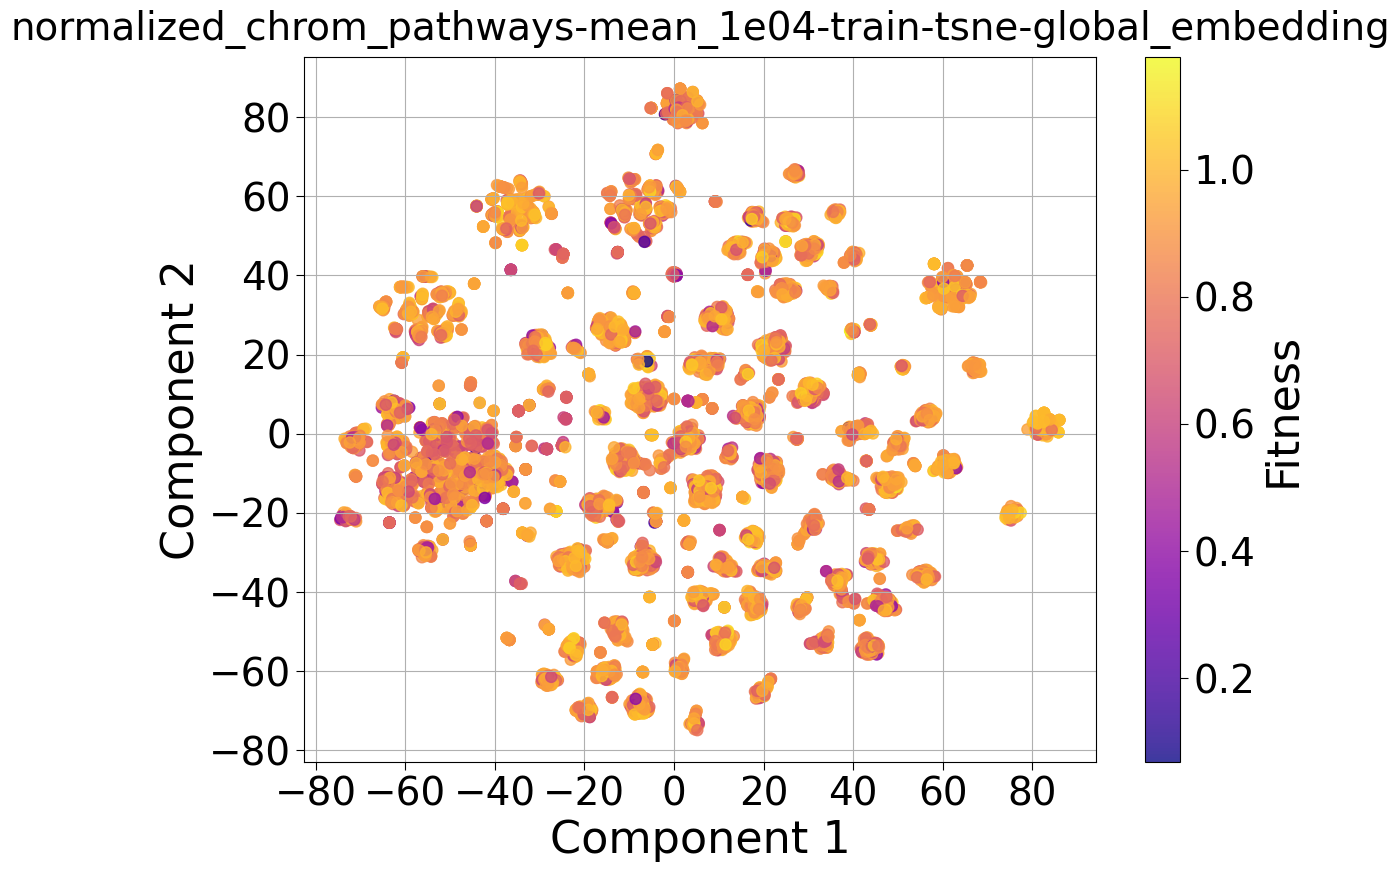 normalized_chrom_pathways-mean_1e04-train-tsne-global_embedding
80
60
40
20
0
−20
−40
−60
−80
Component 2
−80 −60 −40 −20 0 20 40 60 80
Component 1
1.0
0.8
0.6
0.4
0.2
Fitness